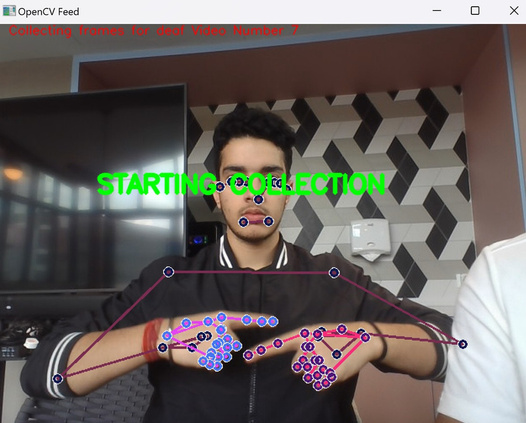 OpenCV Feed
Collecting frames for deaf Video Number 7
STARTING COLLECTION